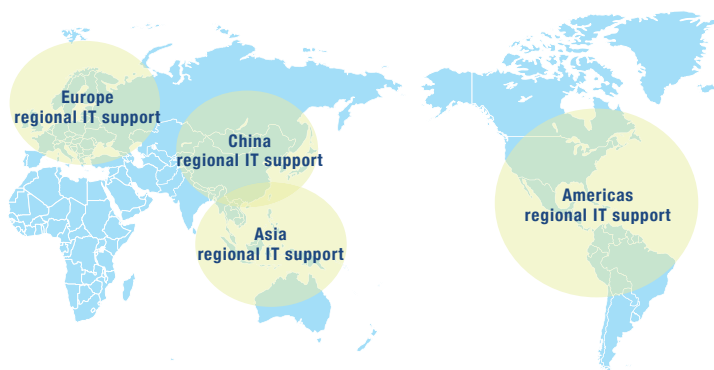 Europe
regional IT support
China
regional IT support
Asia
regional IT support
Americas
regional IT support